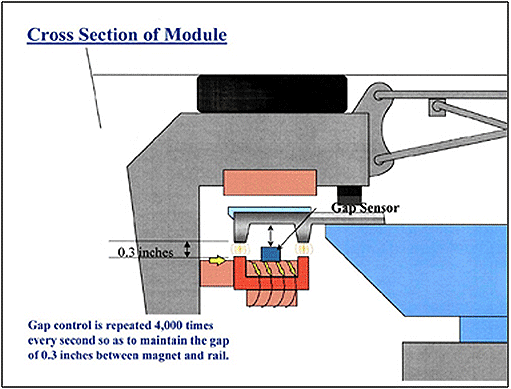 Cross Section of Module
Gap Sensor
0.3 inches
Gap control is repeated 4,000 times
every second so as to maintain the gap
of 0.3 inches between magnet and rail.